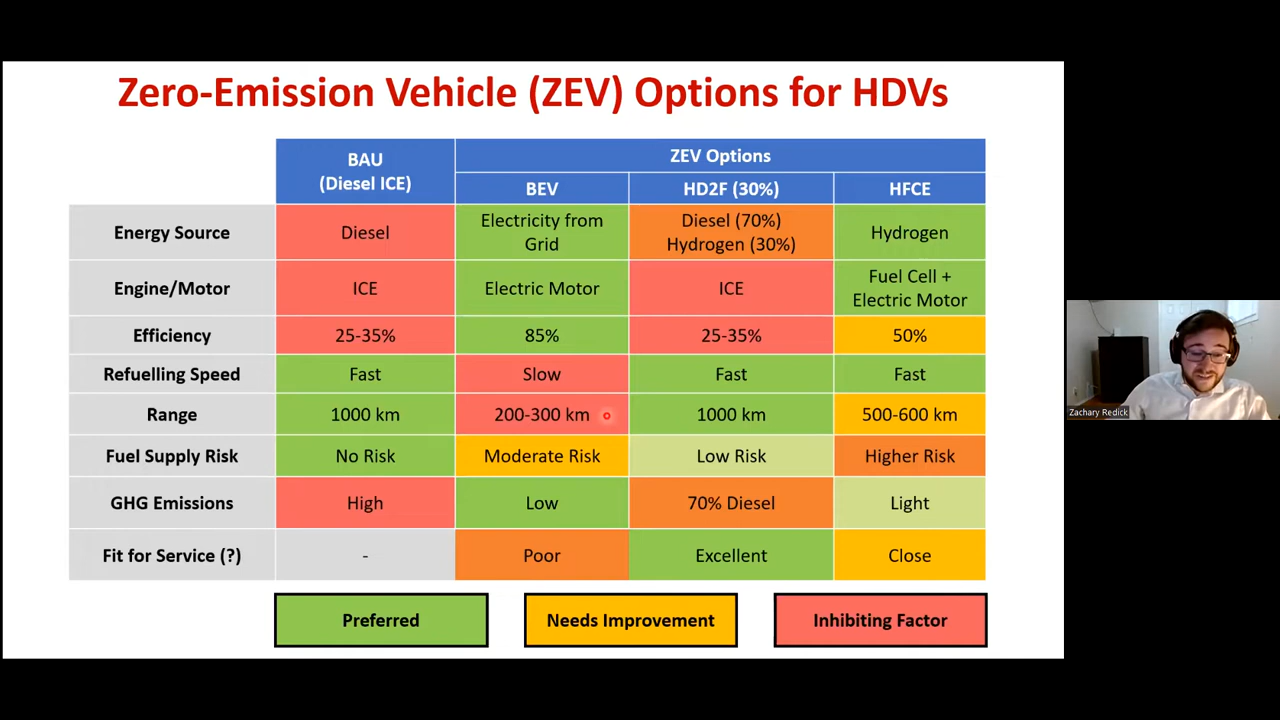 Zero-Emission Vehicle (ZEV) Options for HDVs
BAU
(Diesel ICE)
ZEV Options
BEV
HD2F (30%)
HFCE
Energy Source
Diesel
Electricity from
Grid
Diesel (70%)
Hydrogen (30%)
Hydrogen
Engine/Motor
ICE
Electric Motor
ICE
Fuel Cell +
Electric Motor
Efficiency
25-35%
85%
25-35%
50%
Refuelling Speed
Fast
Slow
Fast
Fast
Range
1000 km
200-300 km
1000 km
500-600 km
Fuel Supply Risk
No Risk
Moderate Risk
Low Risk
Higher Risk
GHG Emissions
High
Low
70% Diesel
Light
Fit for Service (?)
-
Poor
Excellent
Close
Preferred
Needs Improvement
Inhibiting Factor
Zachary Redick